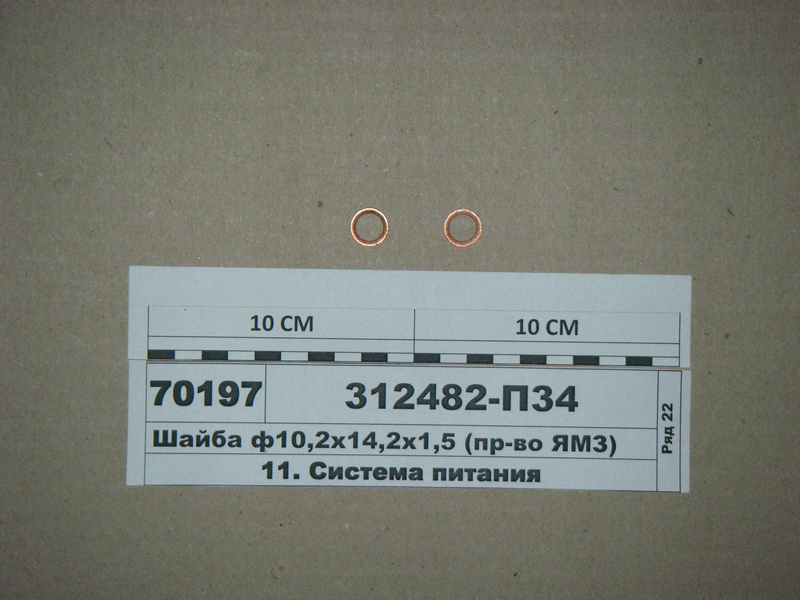 10 СМ 10 СМ
70197 312482-П34
Шайба ф10,2х14,2х1,5 (пр-во ЯМЗ)
11. Система питания
Ряд 22